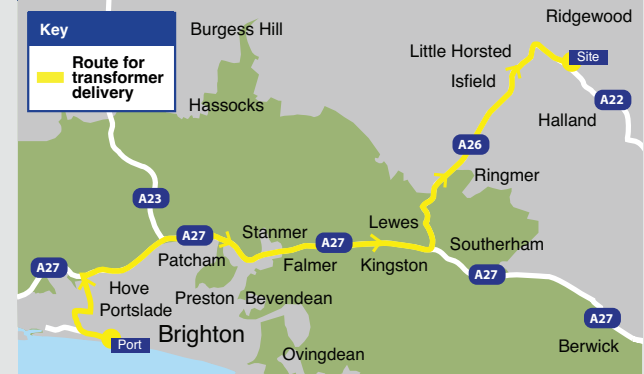 Key
Route for
transformer
delivery
Burgess Hill
Ridgewood
Little Horsted
Site
Isfield
Hassocks
A22
Halland
A26
Ringmer
A23
Lewes
Stanmer
A27
A27
Southerham
Patcham
Falmer
Kingston
A27
A27
Hove
Preston
Bevendean
Portslade
A27
Brighton
Port
Berwick
Ovingdean